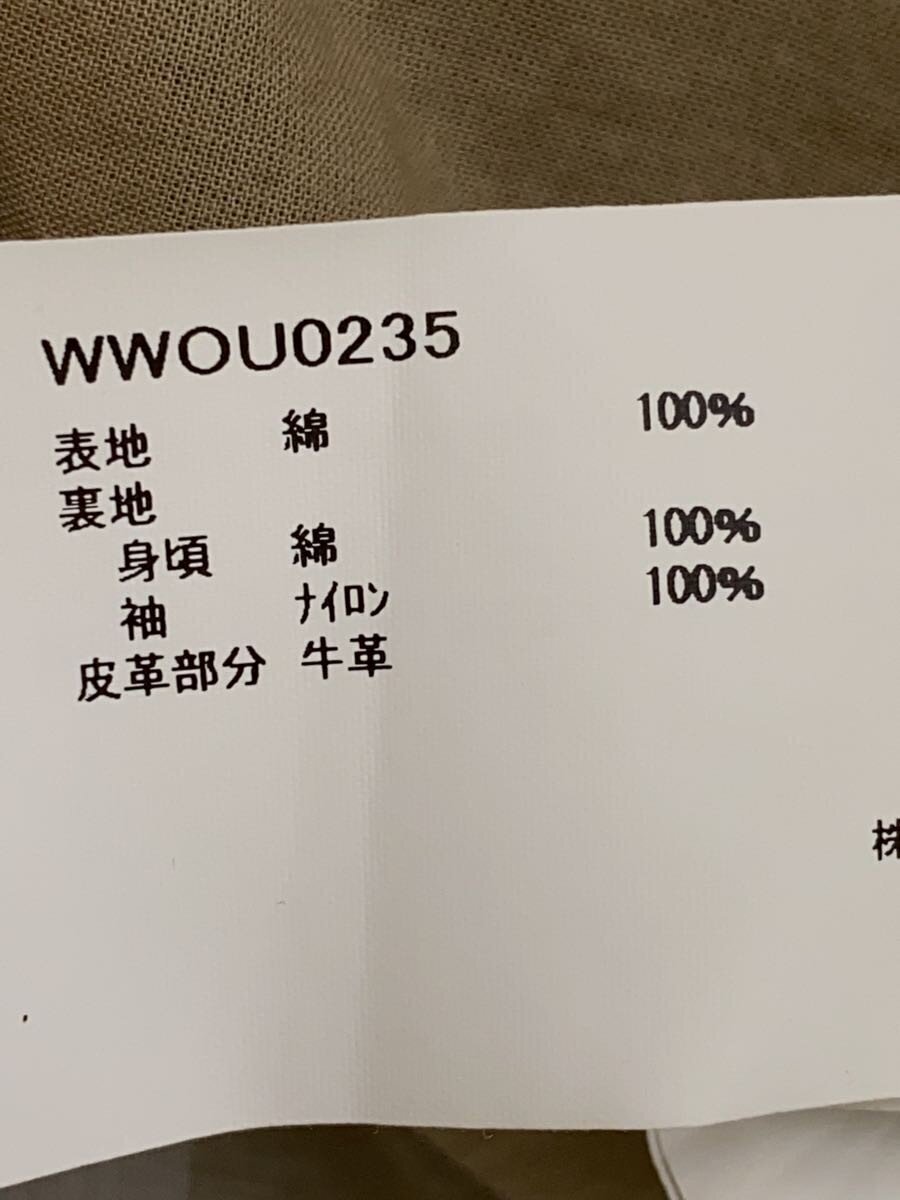 WWOU0235
表地 綿 100%
裏地
身頃 綿 100%
袖 ﾅｲﾛﾝ 100%
皮革部分 牛革
株